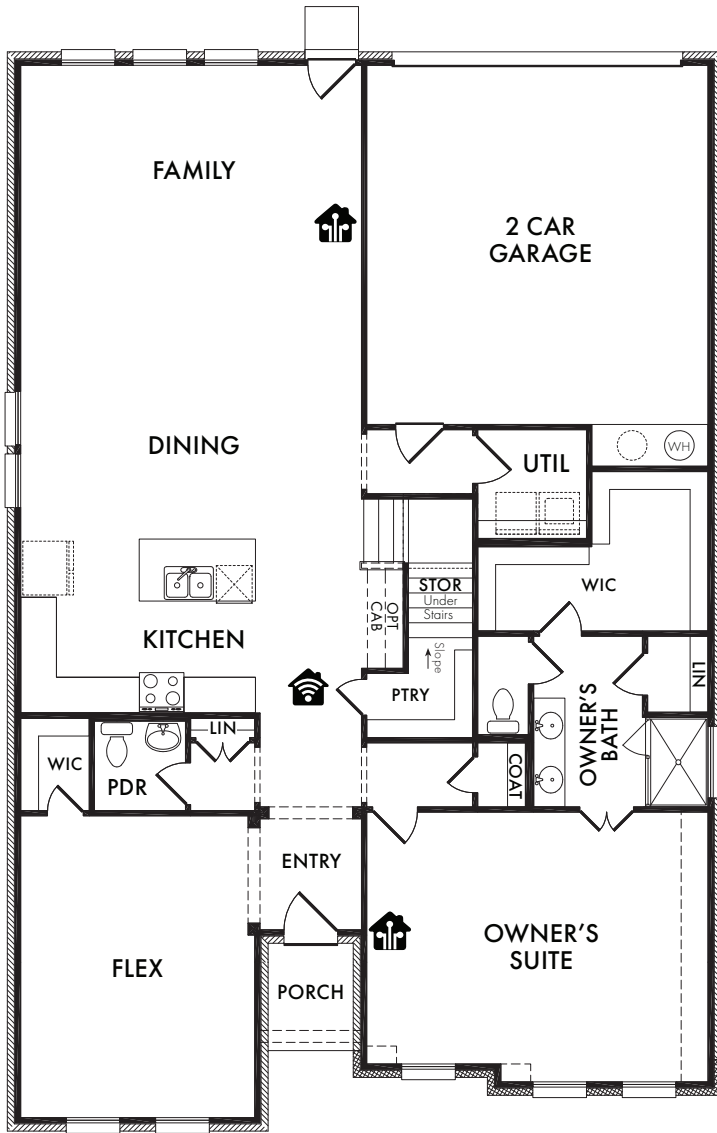 FAMILY
2 CAR
GARAGE
DINING
UTIL
WH
STOR
Under
Stairs
WIC
OPT
CAB
KITCHEN
Slope
PTRY
LIN
OWNER'S
BATH
LIN
WIC
PDR
COAT
ENTRY
OWNER'S
SUITE
FLEX
PORCH